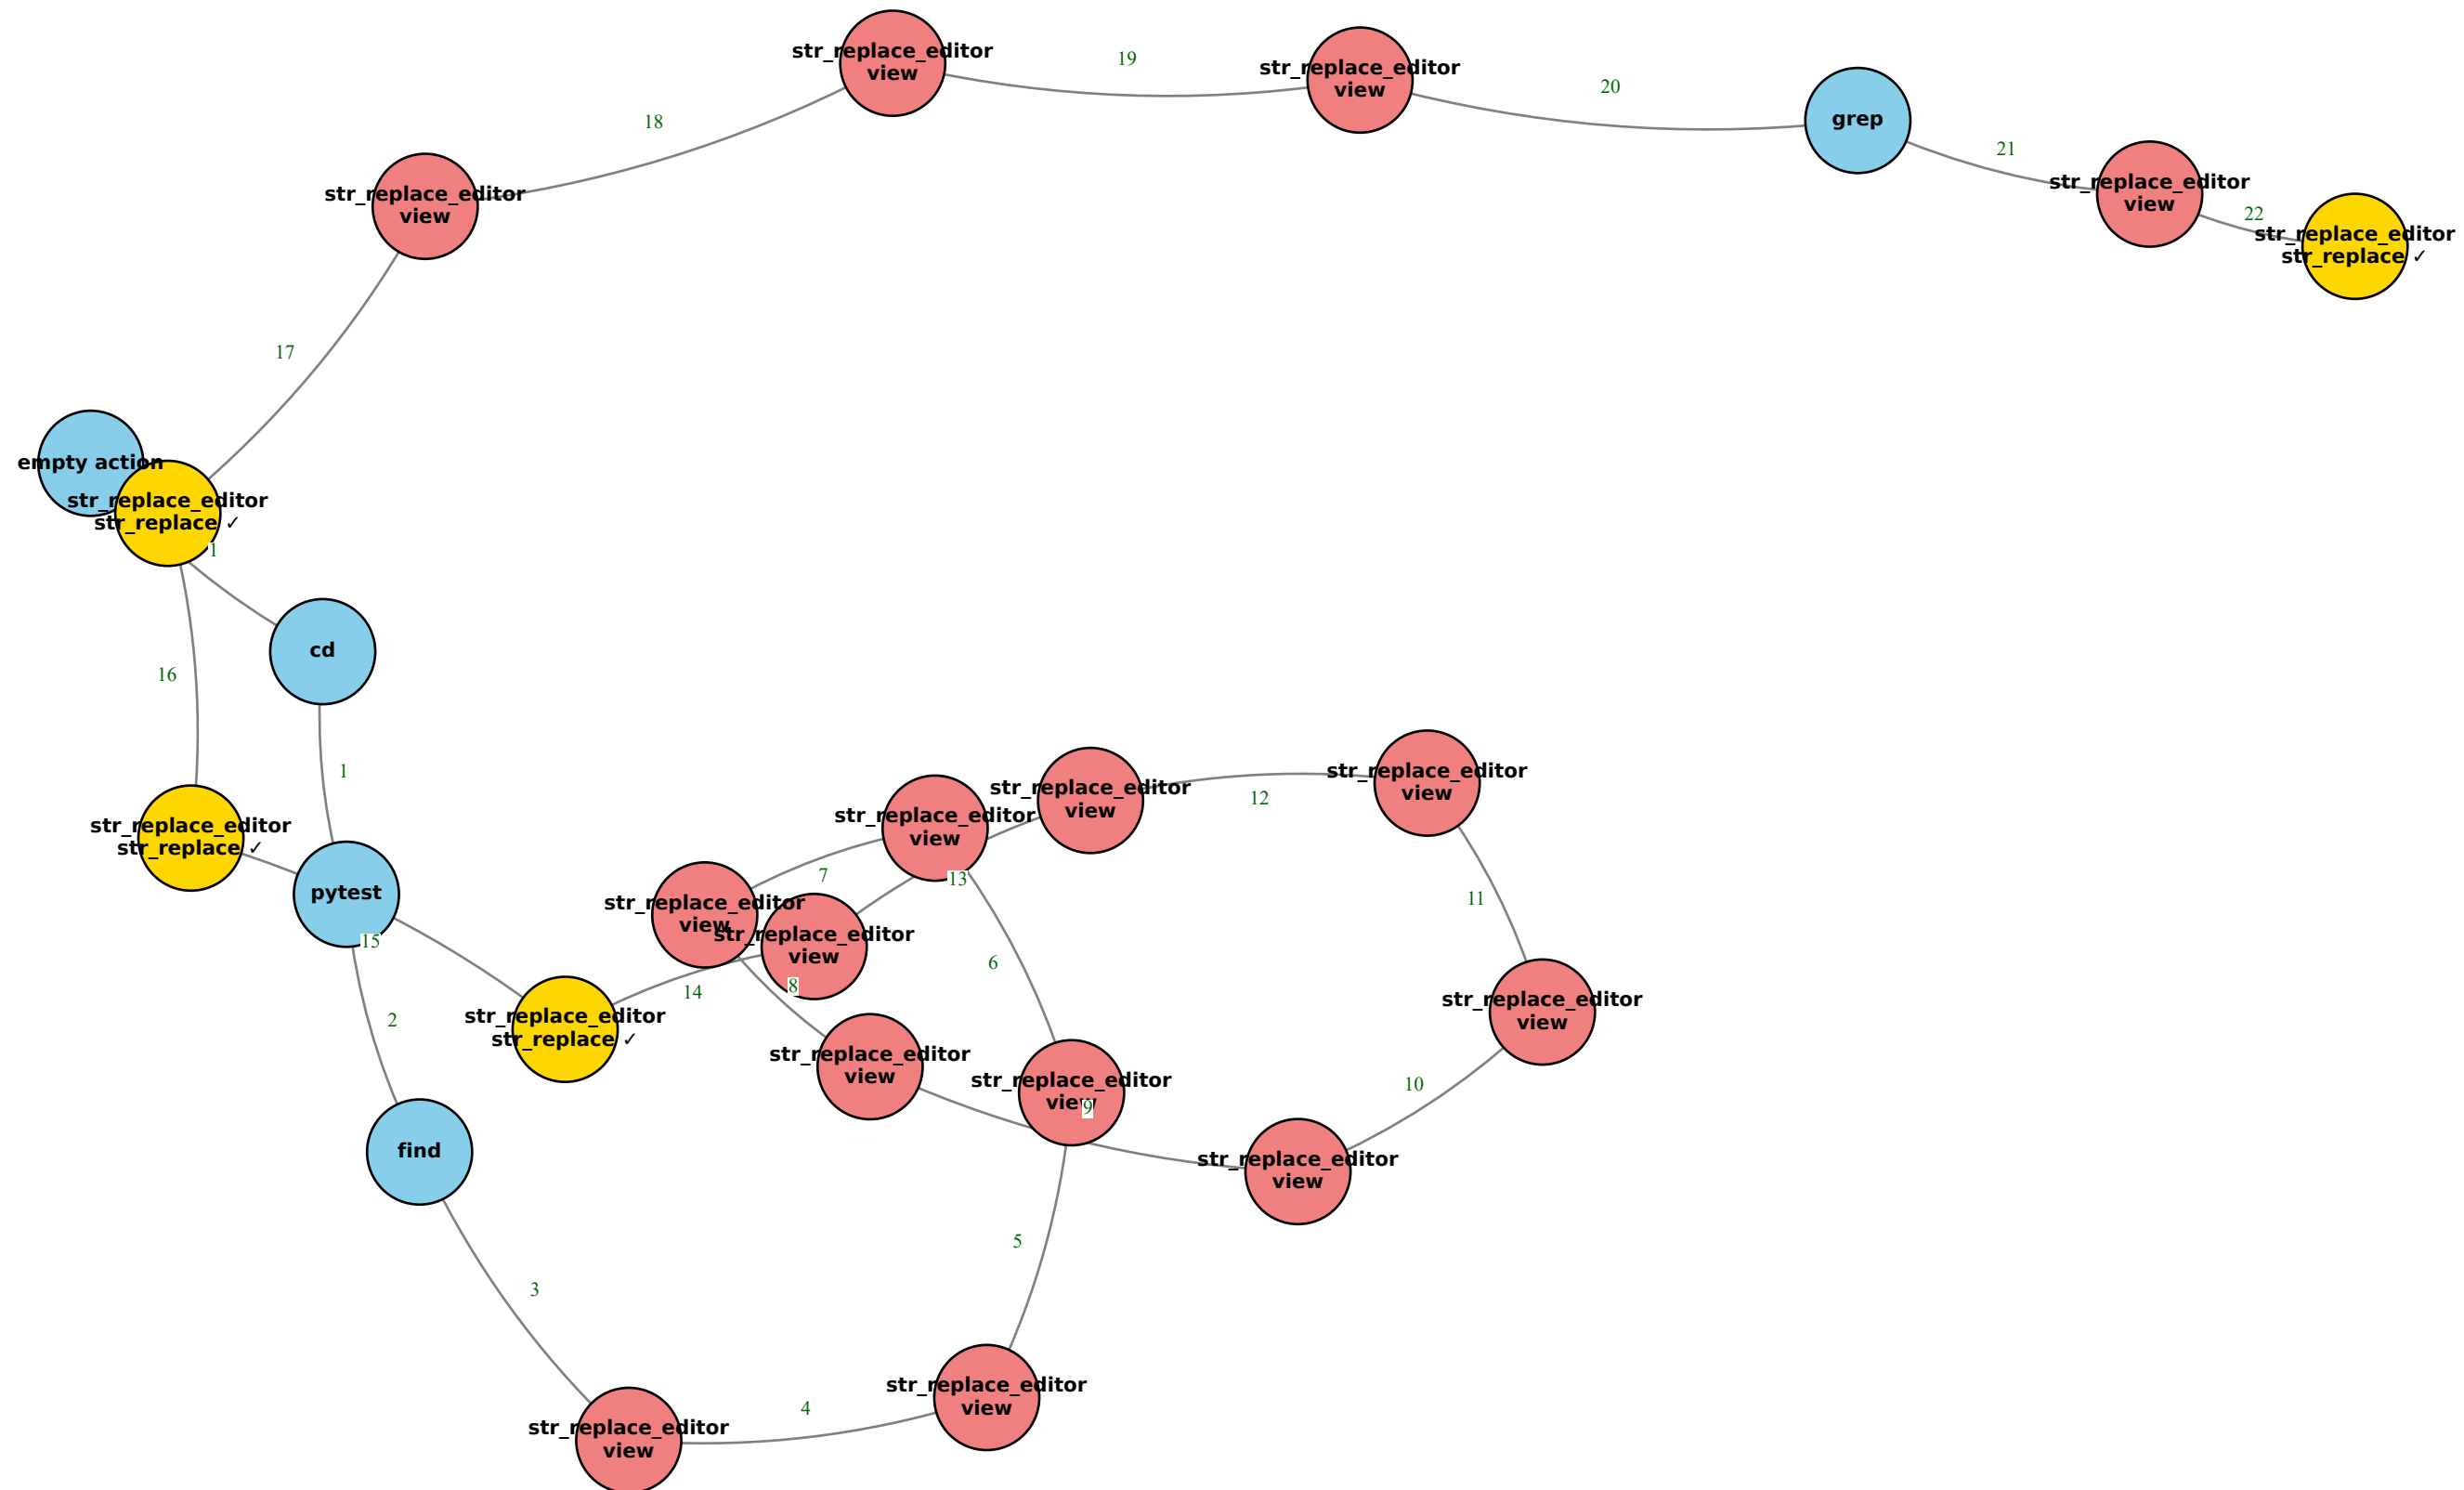 str_replace_editor
view
19
str_replace_editor
view
20
grep
18
21
str_replace_editor
view
str_replace_editor
view
22
str_replace_editor
str_replace ✓
17
empty action
str_replace_editor
str_replace ✓
1
cd
16
1
str_replace_editor
view
12
str_replace_editor
view
str_replace_editor
view
str_replace_editor
str_replace ✓
7
13
11
pytest
str_replace_editor
view
str_replace_editor
view
15
6
8
14
str_replace_editor
view
2
str_replace_editor
str_replace ✓
str_replace_editor
view
str_replace_editor
view
9
10
find
str_replace_editor
view
5
3
str_replace_editor
view
4
str_replace_editor
view